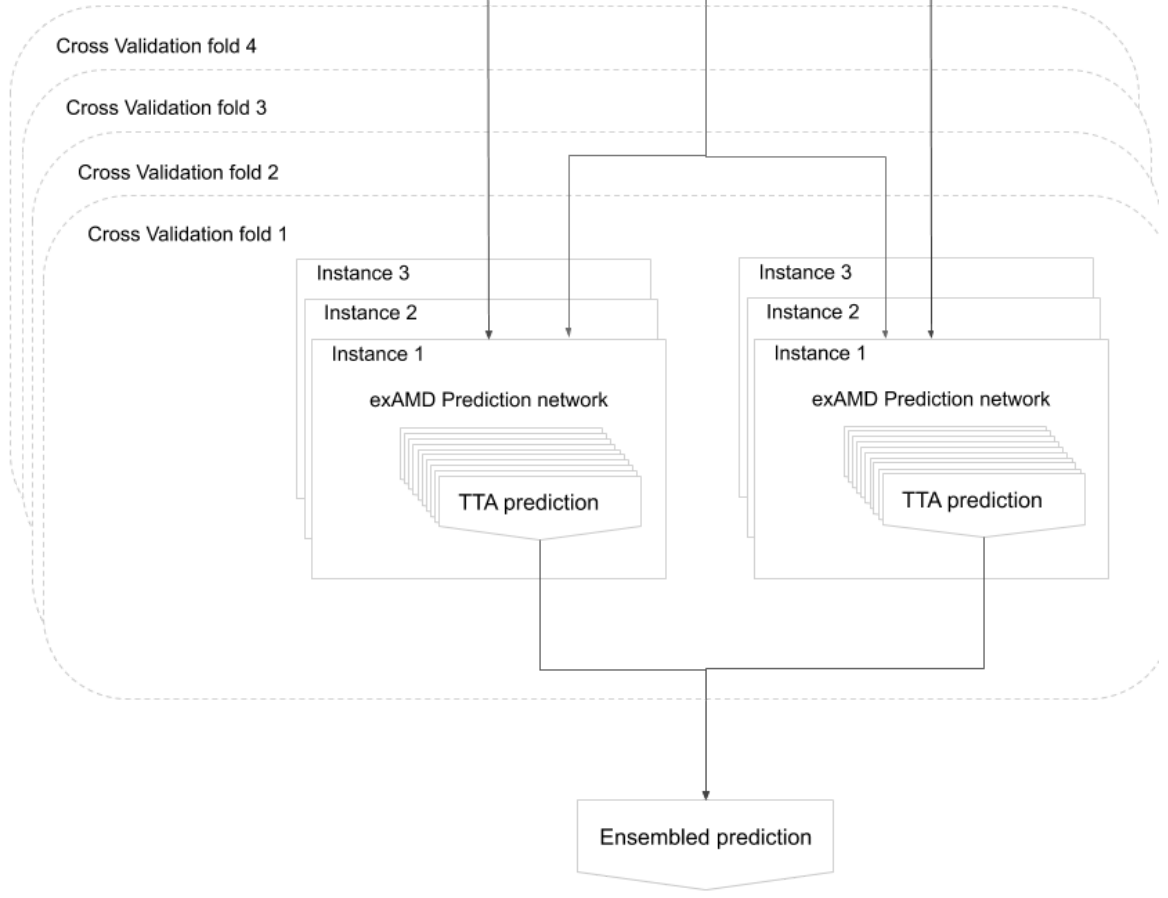 Cross Validation fold 4
Cross Validation fold 3
Cross Validation fold 2
Cross Validation fold 1
Instance 3
Instance 2
Instance 1
exAMD Prediction network
TTA prediction
Instance 3
Instance 2
Instance 1
exAMD Prediction network
TTA prediction
Ensembled prediction